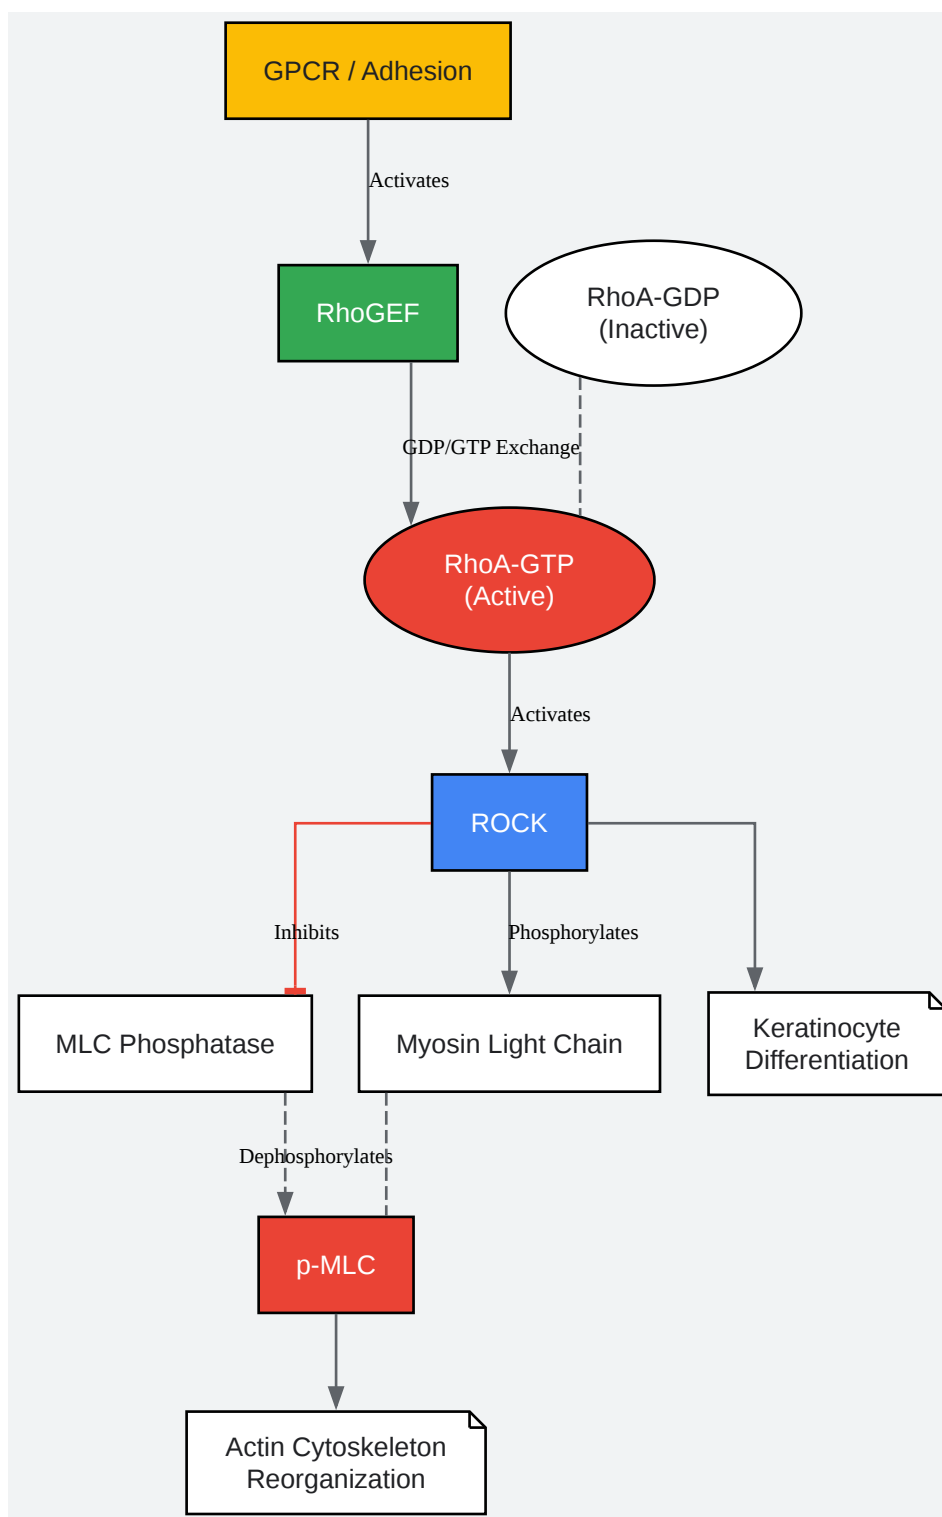 GPCR / Adhesion
Activates
RhoGEF
RhoA-GDP
(Inactive)
GDP/GTP Exchange
RhoA-GTP
(Active)
Activates
ROCK
Inhibits
Phosphorylates
MLC Phosphatase
Myosin Light Chain
Keratinocyte
Differentiation
Dephosphorylates
p-MLC
Actin Cytoskeleton
Reorganization